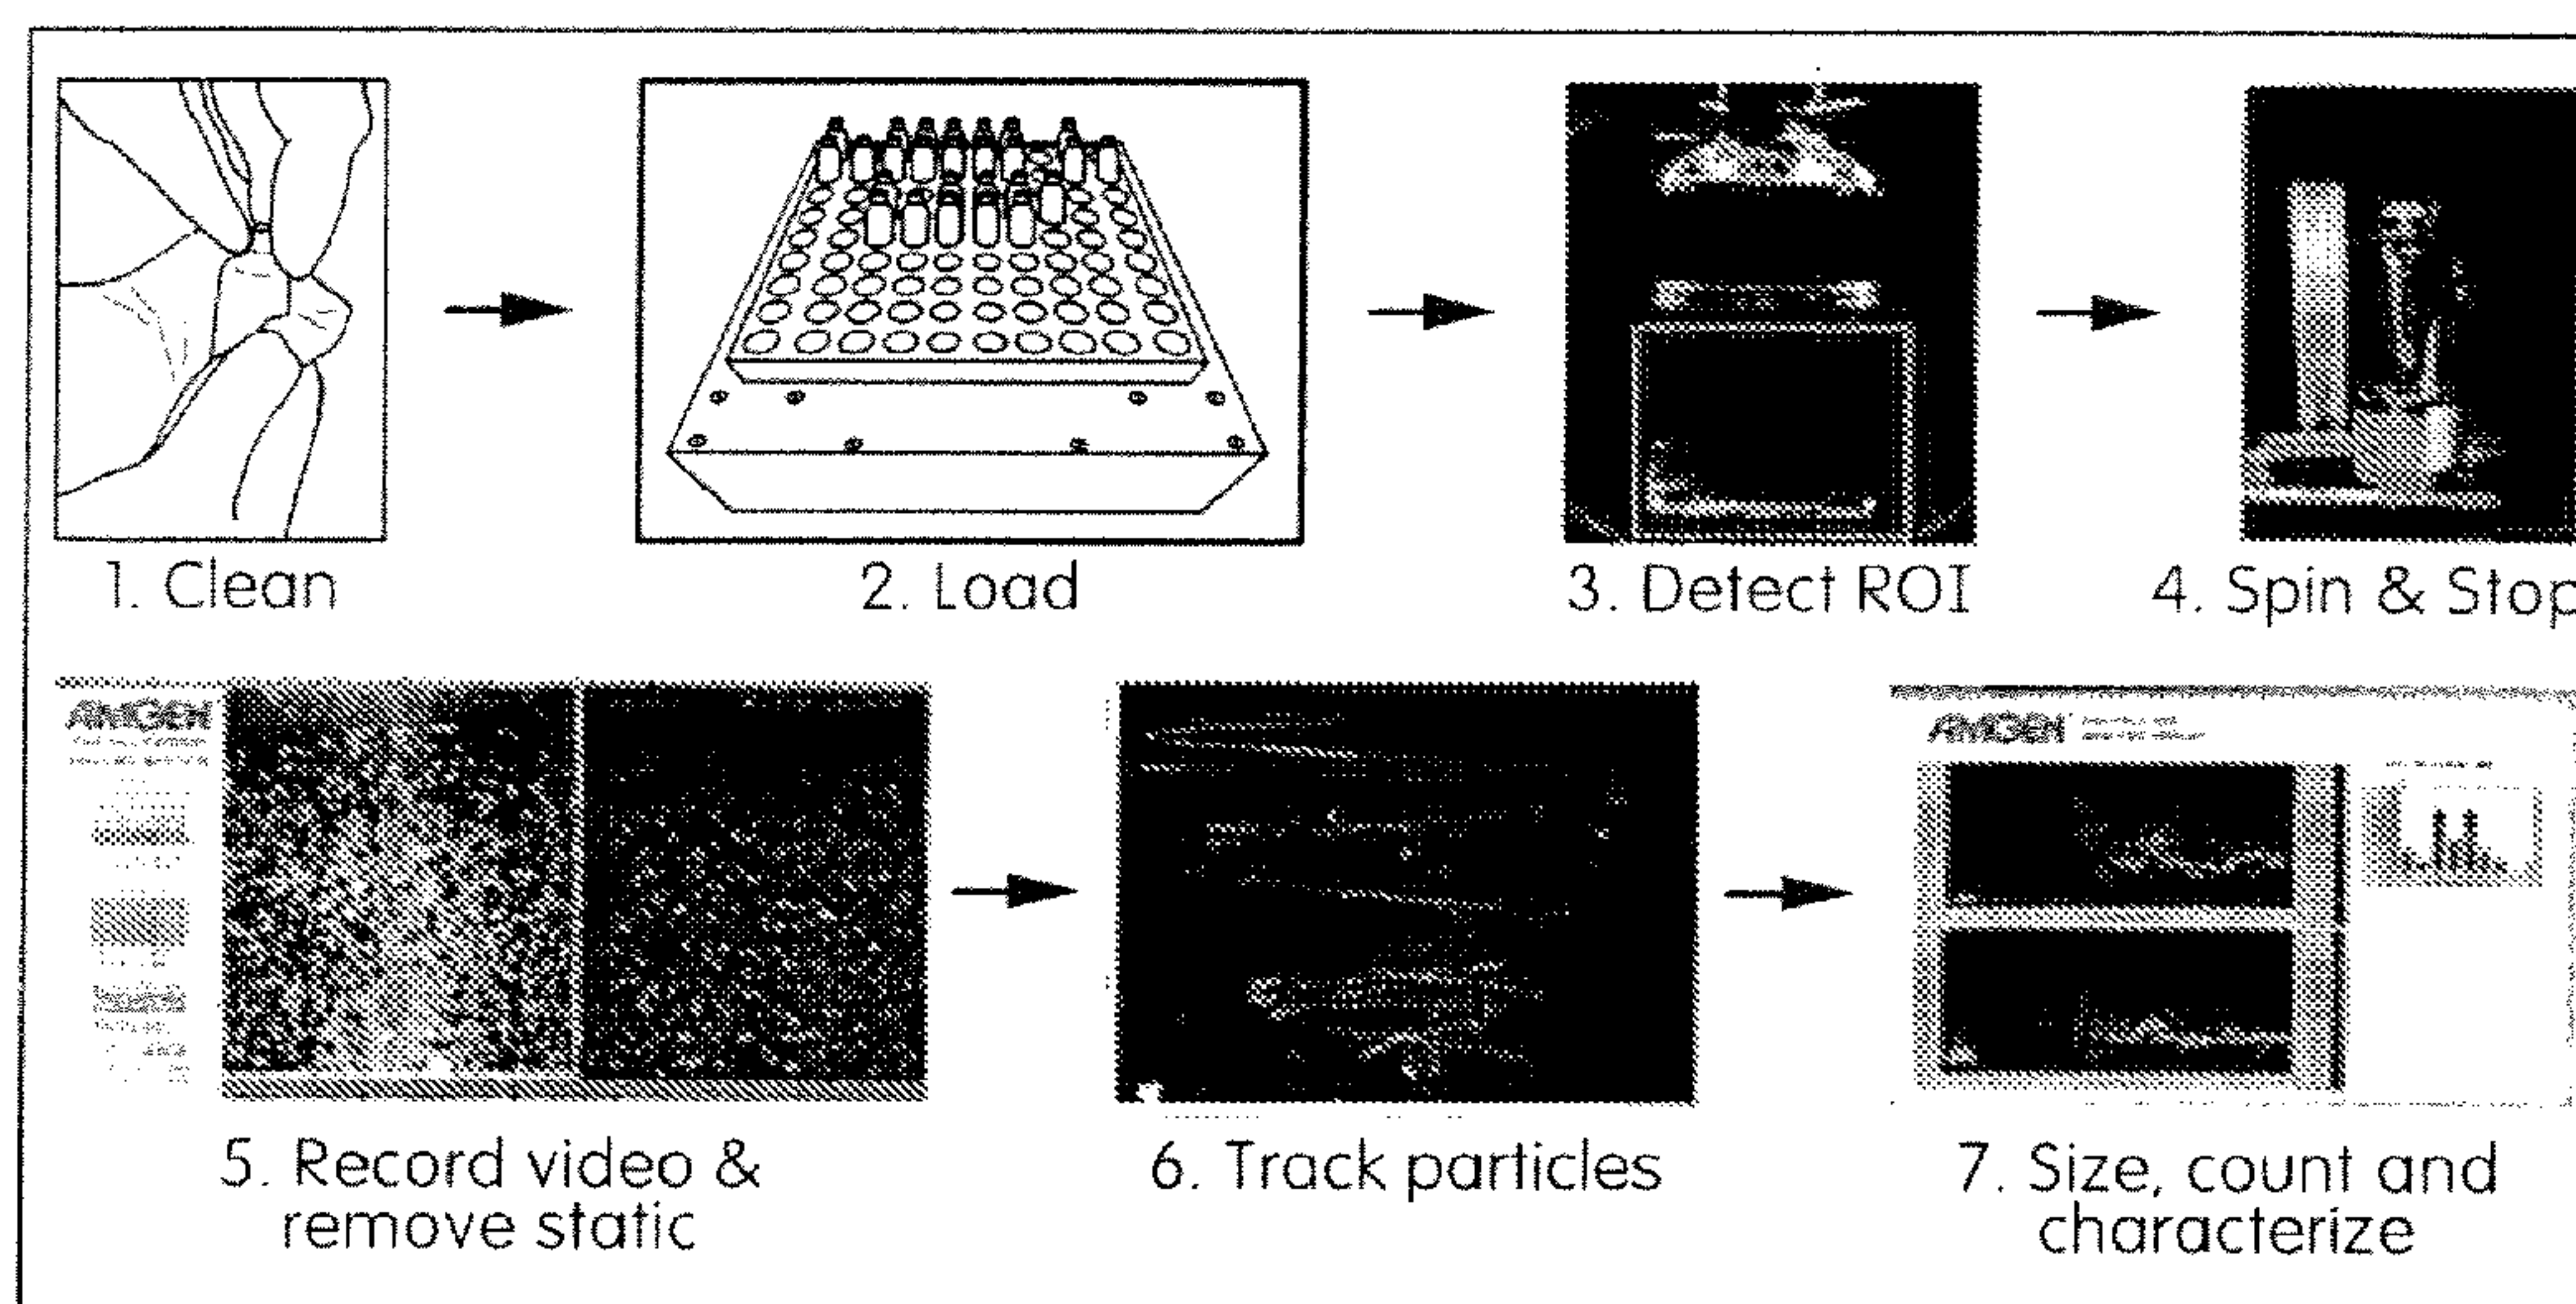 1. Clean
2. Load
3. Detect ROI
4. Spin & Stop
AMGEN
AMGEN
5. Record video &
remove static
6. Track particles
7. Size, count and
characterize